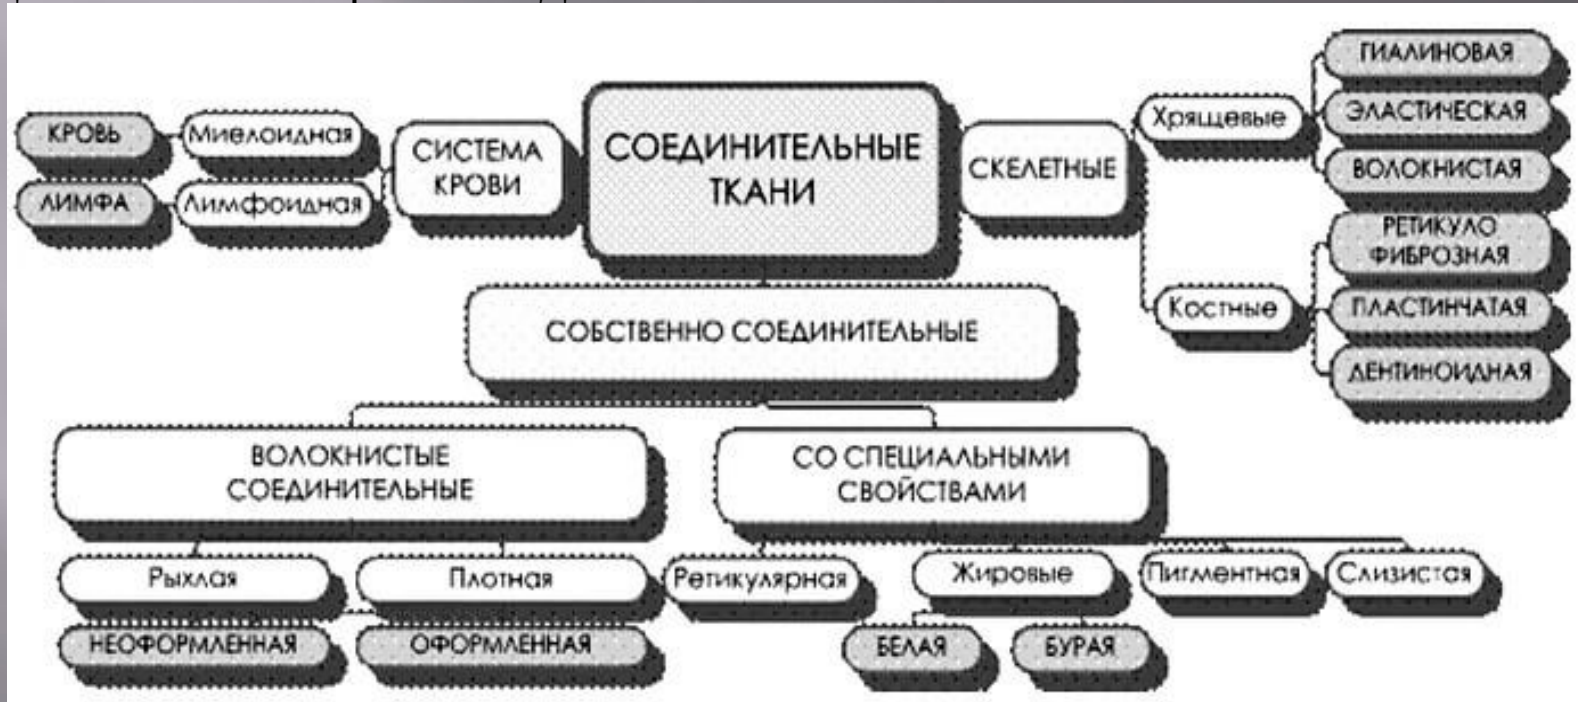 ГИАЛИНОВАЯ
ЭЛАСТИЧЕСКАЯ
ВОЛОКНИСТАЯ
Хрящевые
КРОВЬ
Миелоидная
ЛИМФА
Лимфоидная
СИСТЕМА
КРОВИ
СОЕДИНИТЕЛЬНЫЕ
ТКАНИ
СКЕЛЕТНЫЕ
РЕТИКУЛО
ФИБРОЗНАЯ
Костные
ПЛАСТИНЧАТАЯ
ДЕНТИНОИДНАЯ
СОБСТВЕННО СОЕДИНИТЕЛЬНЫЕ
ВОЛОКНИСТЫЕ
СОЕДИНИТЕЛЬНЫЕ
СО СПЕЦИАЛЬНЫМИ
СВОЙСТВАМИ
Рыхлая
Плотная
Ретикулярная
Жировые
Пигментная
Слизистая
НЕОФОРМЛЕННАЯ
ОФОРМЛЕННАЯ
БЕЛАЯ
БУРАЯ